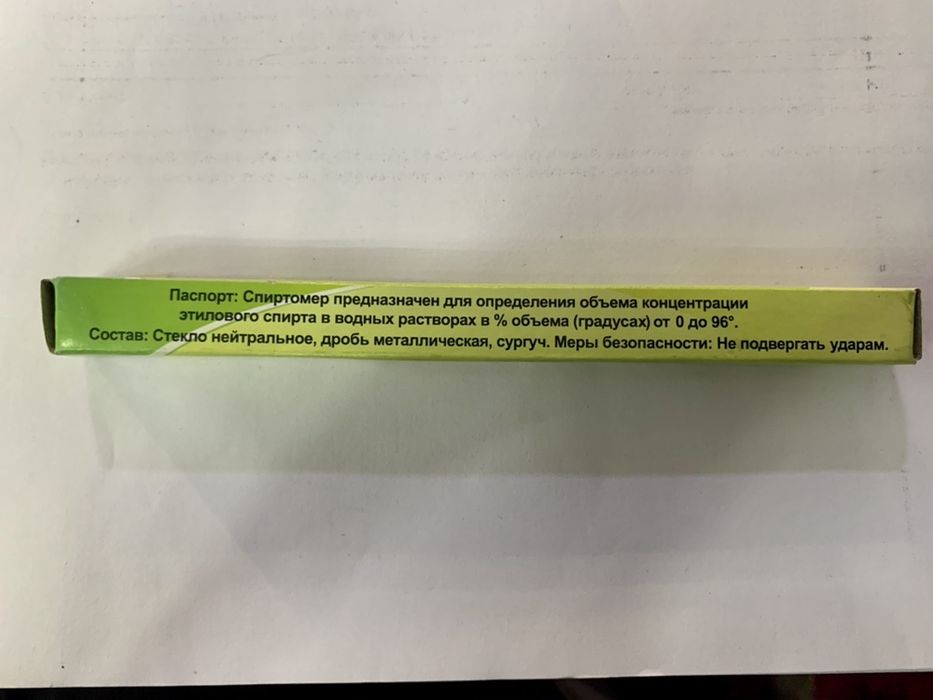 Паспорт: Спиртомер предназначен для определения объема концентрации
этилового спирта в водных растворах в % объема (градусах) от 0 до 96°.
Состав: Стекло нейтральное, дробь металлическая, сургуч. Меры безопасности: Не подвергать ударам.